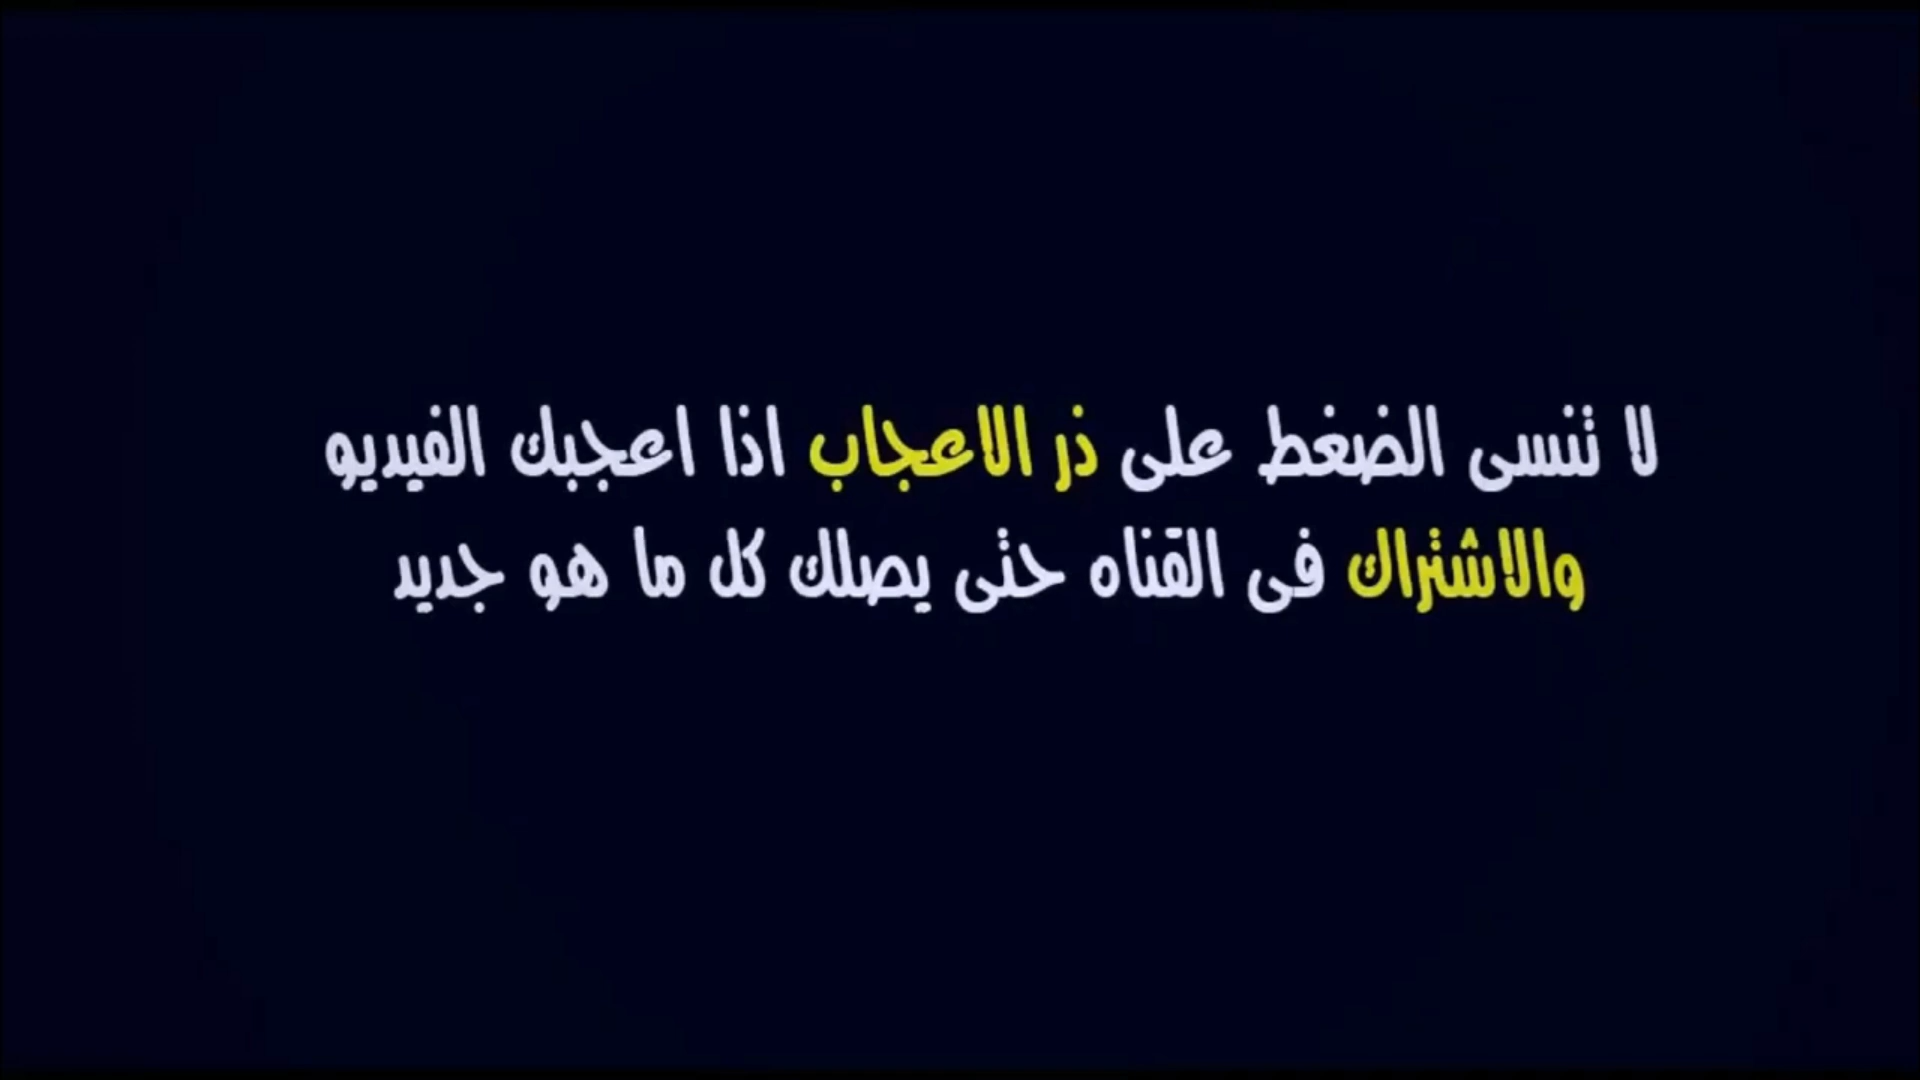 لا تنسى الضغط على ذر الاعجاب اذا اعجبك الفيديو
والاشتراك فى القناه حتى يصلك كل ما هو جديد